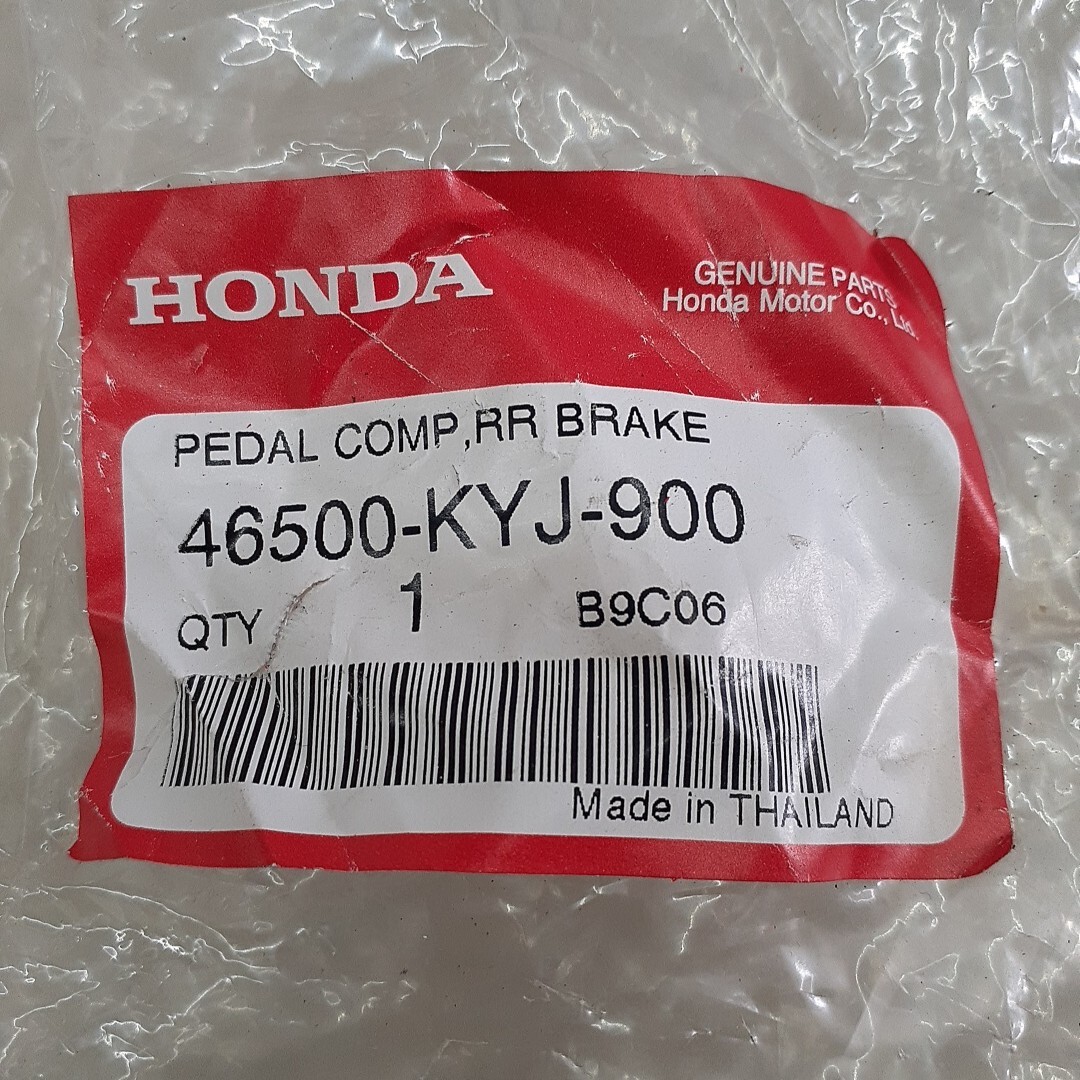 HONDA
GENUINE PARTS
Honda Motor Co., Ltd.
PEDAL COMP,RR BRAKE
46500-KYJ-900
QTY 1 B9C06
Made in THAILAND